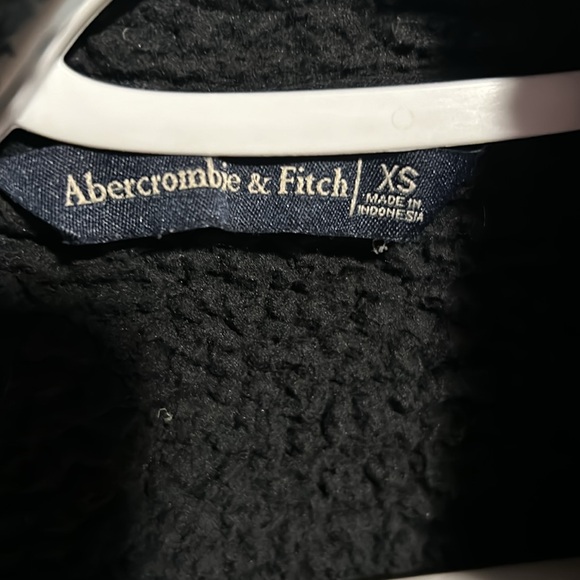 Abercrombie & Fitch XS
MADE IN
INDONESIA